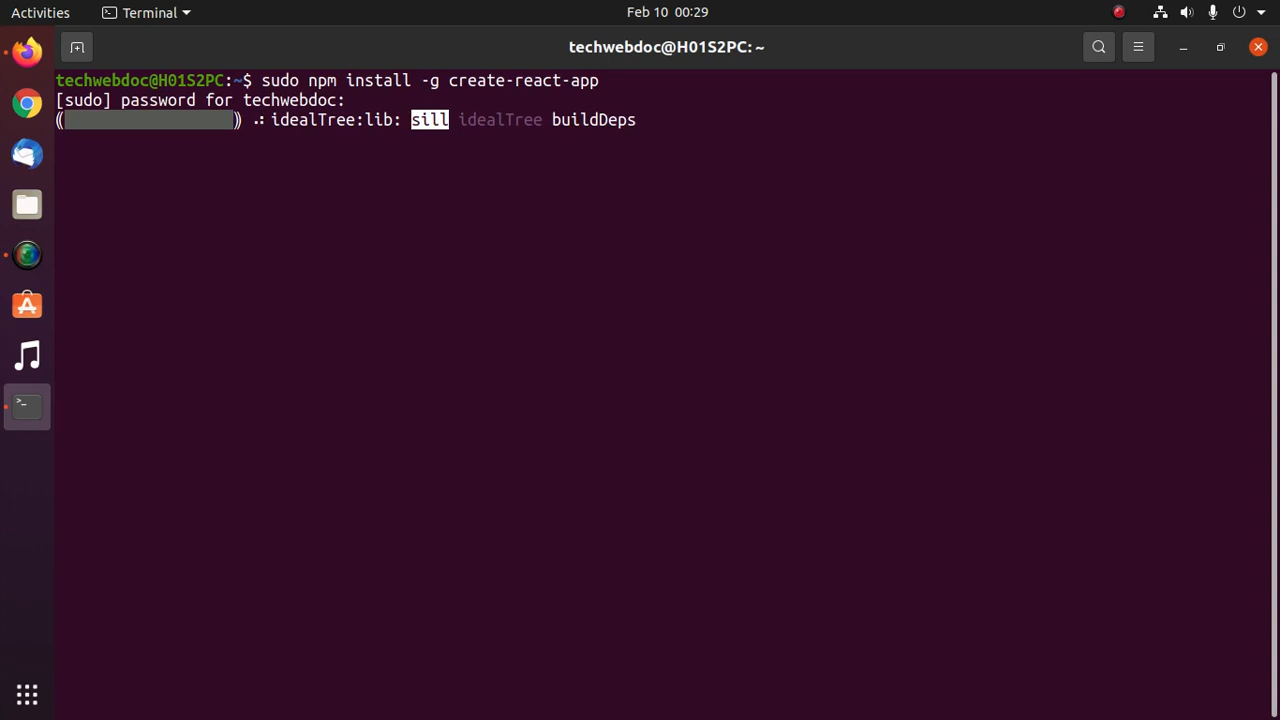 Activities Terminal Feb 10 00:29
techwebdoc@H01S2PC: ~
techwebdoc@H01S2PC:~$ sudo npm install -g create-react-app
[sudo] password for techwebdoc:
(                  ) ⠴ idealTree:lib: sill idealTree buildDeps